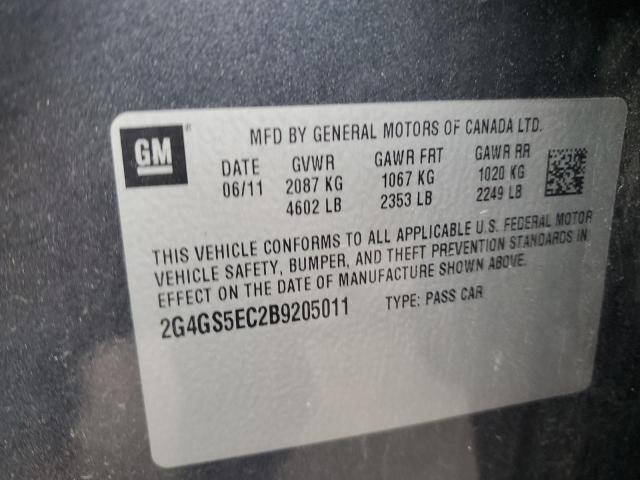 GM
MFD BY GENERAL MOTORS OF CANADA LTD.
DATE GVWR GAWR FRT GAWR RR
06/11 2087 KG 1067 KG 1020 KG
4602 LB 2353 LB 2249 LB
THIS VEHICLE CONFORMS TO ALL APPLICABLE U.S. FEDERAL MOTOR
VEHICLE SAFETY, BUMPER, AND THEFT PREVENTION STANDARDS IN
EFFECT ON THE DATE OF MANUFACTURE SHOWN ABOVE.
2G4GS5EC2B9205011 TYPE: PASS CAR